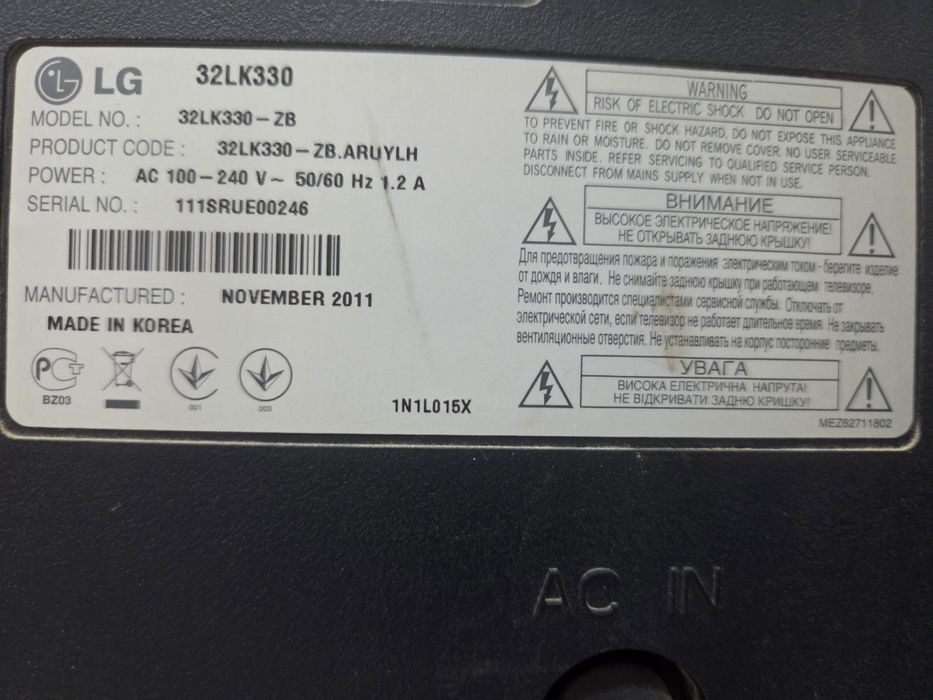 LG 32LK330
MODEL NO. : 32LK330-ZB
PRODUCT CODE : 32LK330-ZB.ARUYLH
POWER : AC 100-240 V~ 50/60 Hz 1.2 A
SERIAL NO. : 111SRUE00246
MANUFACTURED : NOVEMBER 2011
MADE IN KOREA
PCT
BZ03
001
003
1N1L015X
WARNING
RISK OF ELECTRIC SHOCK DO NOT OPEN
TO PREVENT FIRE OR SHOCK HAZARD, DO NOT EXPOSE THIS APPLIANCE
TO RAIN OR MOISTURE. DO NOT REMOVE COVER. NO USER SERVICEABLE
PARTS INSIDE. REFER SERVICING TO QUALIFIED SERVICE PERSON.
DISCONNECT FROM MAINS SUPPLY WHEN NOT IN USE.
ВНИМАНИЕ
ВЫСОКОЕ ЭЛЕКТРИЧЕСКОЕ НАПРЯЖЕНИЕ!
НЕ ОТКРЫВАТЬ ЗАДНЮЮ КРЫШКУ!
Для предотвращения пожара и поражения электрическим током - берегите изделие
от дождя и влаги. Не снимайте заднюю крышку при работающем телевизоре.
Ремонт производится специалистами сервисной службы. Отключать от
электрической сети, если телевизор не работает длительное время. Не закрывать
вентиляционные отверстия. Не устанавливать на корпус посторонние предметы.
УВАГА
ВИСОКА ЕЛЕКТРИЧНА НАПРУГА!
НЕ ВІДКРИВАТИ ЗАДНЮ КРИШКУ!
MEZ62711802
AC IN